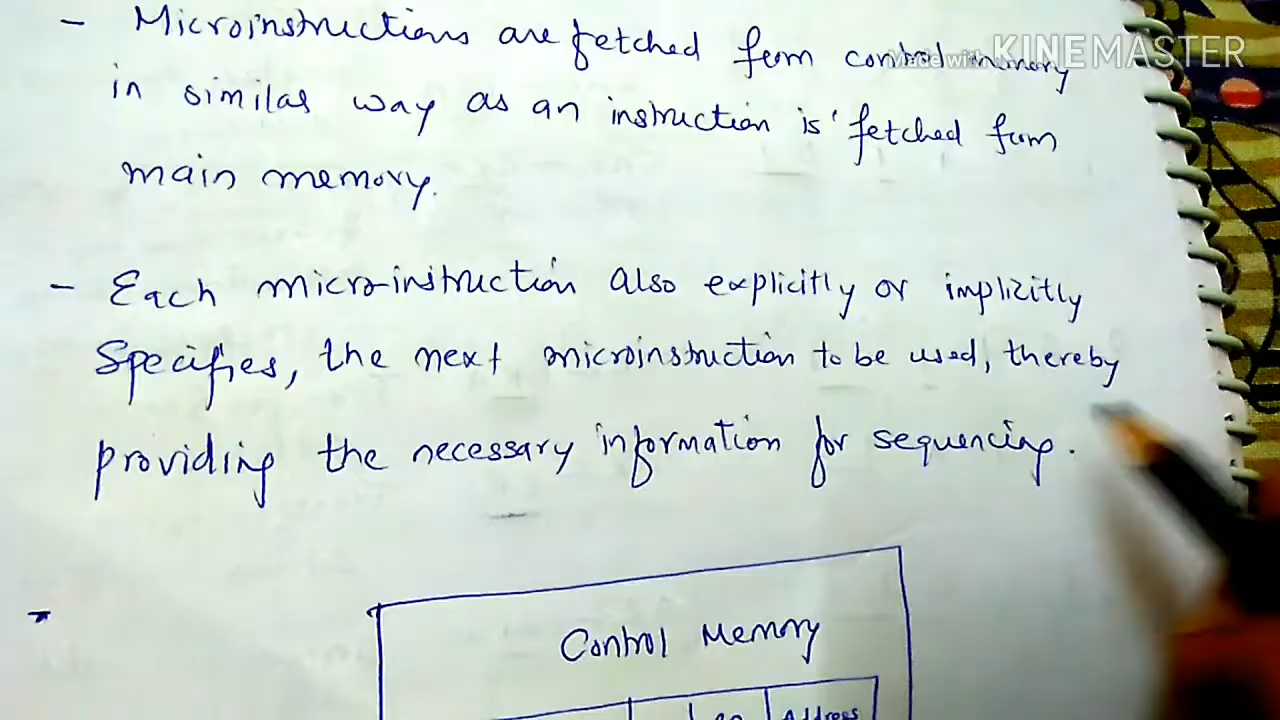 - Microinstructions are fetched from control memory
Made with KINEMASTER
in similar way as an instruction is fetched from
main memory.
- Each microinstruction also explicitly or implicitly
Specifies, the next microinstruction to be used, thereby
providing the necessary information for sequencing.
Control Memory
Address